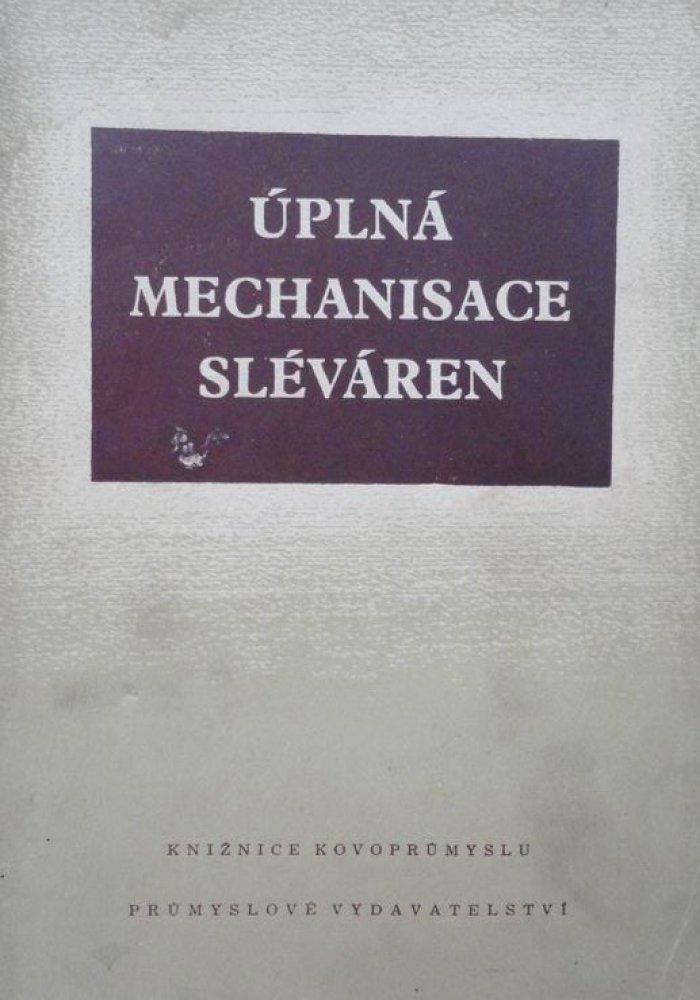 ÚPLNÁ
MECHANISACE
SLÉVÁREN
KNIŽNICE KOVOPRŮMYSLU
PRŮMYSLOVÉ VYDAVATELSTVÍ